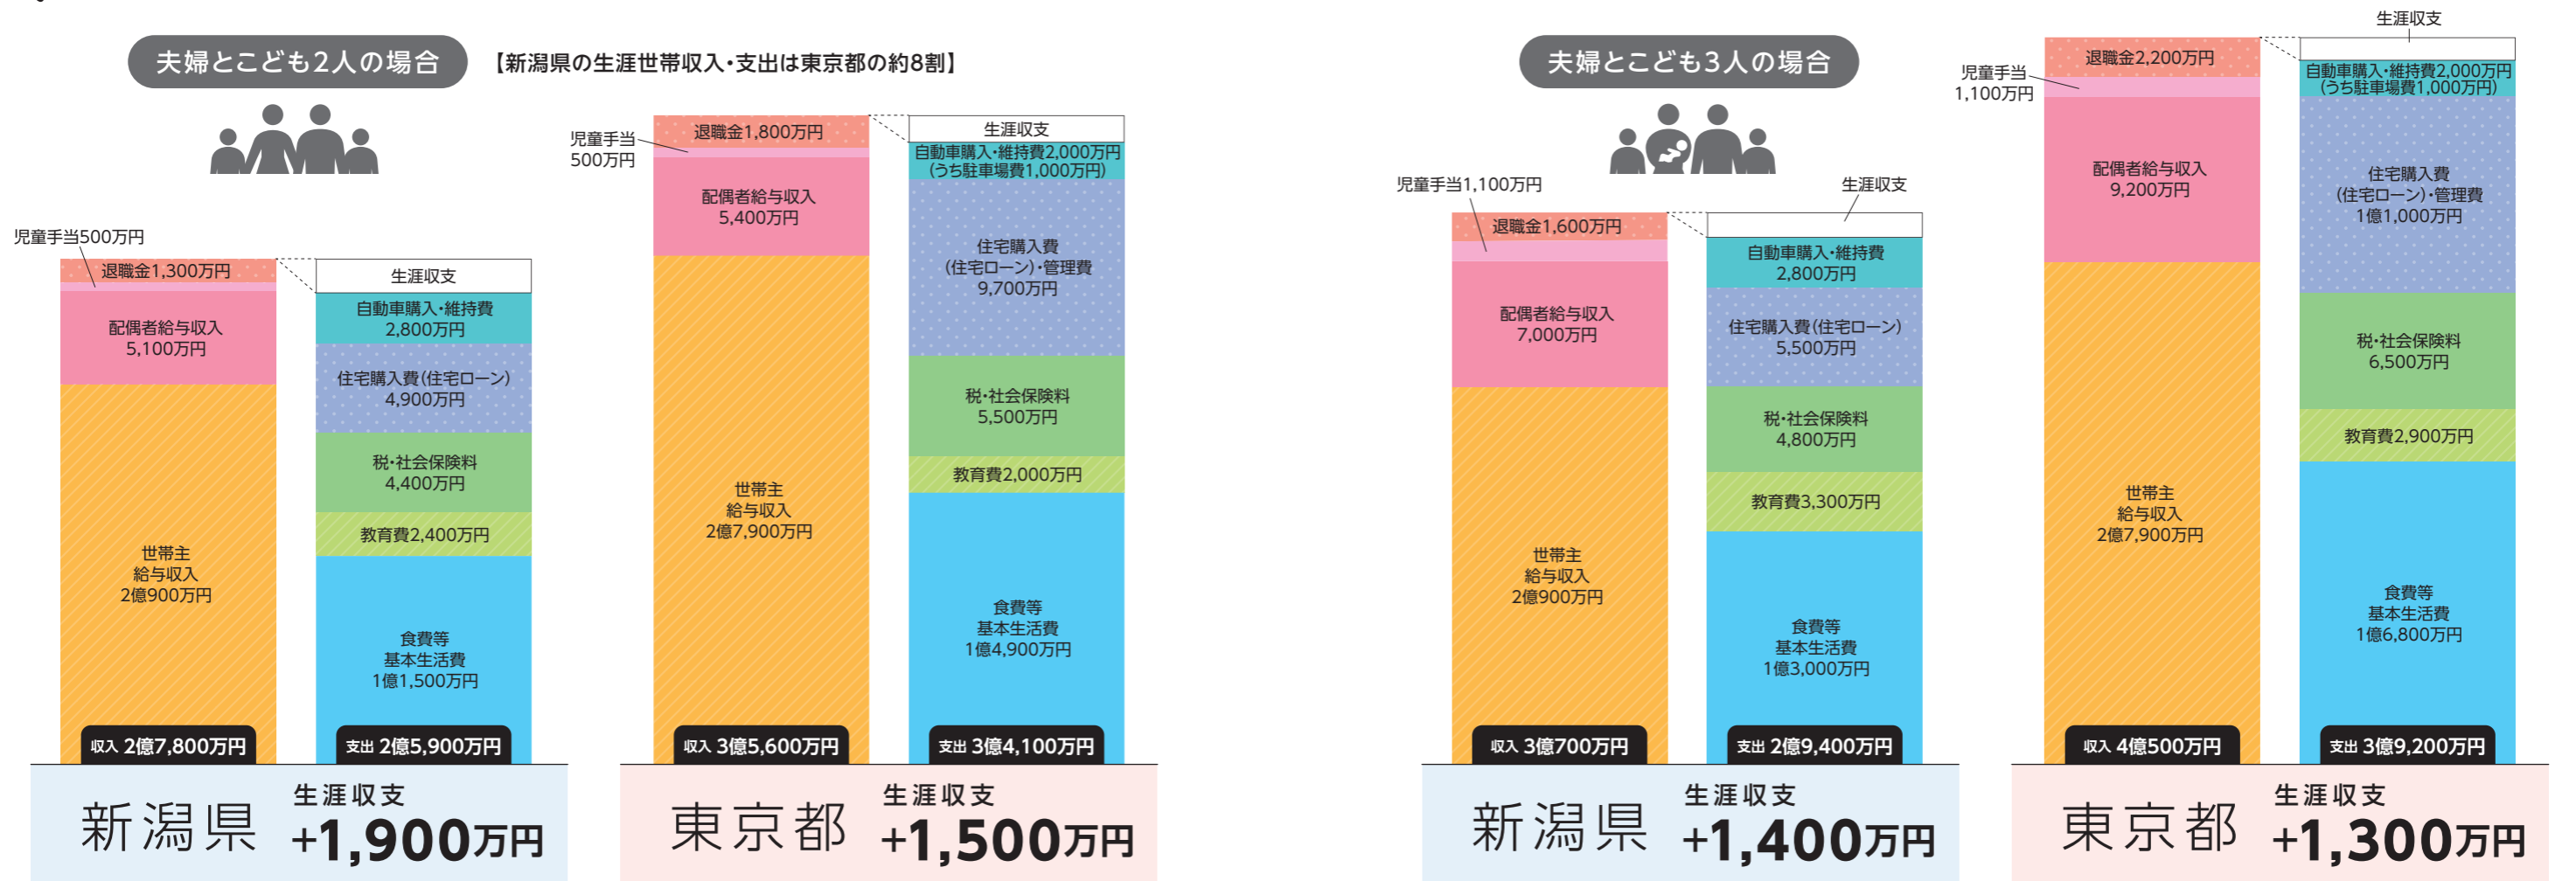 夫婦とこども2人の場合
【新潟県の生涯世帯収入・支出は東京都の約8割】
児童手当500万円
退職金1,300万円
配偶者給与収入
5,100万円
世帯主
給与収入
2億900万円
収入 2億7,800万円
生涯収支
自動車購入・維持費
2,800万円
住宅購入費(住宅ローン)
4,900万円
税・社会保険料
4,400万円
教育費2,400万円
食費等
基本生活費
1億1,500万円
支出 2億5,900万円
新潟県
生涯収支
+1,900万円
児童手当
500万円
退職金1,800万円
配偶者給与収入
5,400万円
世帯主
給与収入
2億7,900万円
収入 3億5,600万円
生涯収支
自動車購入・維持費2,000万円
(うち駐車場費1,000万円)
住宅購入費
(住宅ローン)・管理費
9,700万円
税・社会保険料
5,500万円
教育費2,000万円
食費等
基本生活費
1億4,900万円
支出 3億4,100万円
東京都
生涯収支
+1,500万円
夫婦とこども3人の場合
児童手当1,100万円
退職金1,600万円
配偶者給与収入
7,000万円
世帯主
給与収入
2億900万円
収入 3億700万円
生涯収支
自動車購入・維持費
2,800万円
住宅購入費(住宅ローン)
5,500万円
税・社会保険料
4,800万円
教育費3,300万円
食費等
基本生活費
1億3,000万円
支出 2億9,400万円
新潟県
生涯収支
+1,400万円
児童手当
1,100万円
退職金2,200万円
配偶者給与収入
9,200万円
世帯主
給与収入
2億7,900万円
収入 4億500万円
生涯収支
自動車購入・維持費2,000万円
(うち駐車場費1,000万円)
住宅購入費
(住宅ローン)・管理費
1億1,000万円
税・社会保険料
6,500万円
教育費2,900万円
食費等
基本生活費
1億6,800万円
支出 3億9,200万円
東京都
生涯収支
+1,300万円